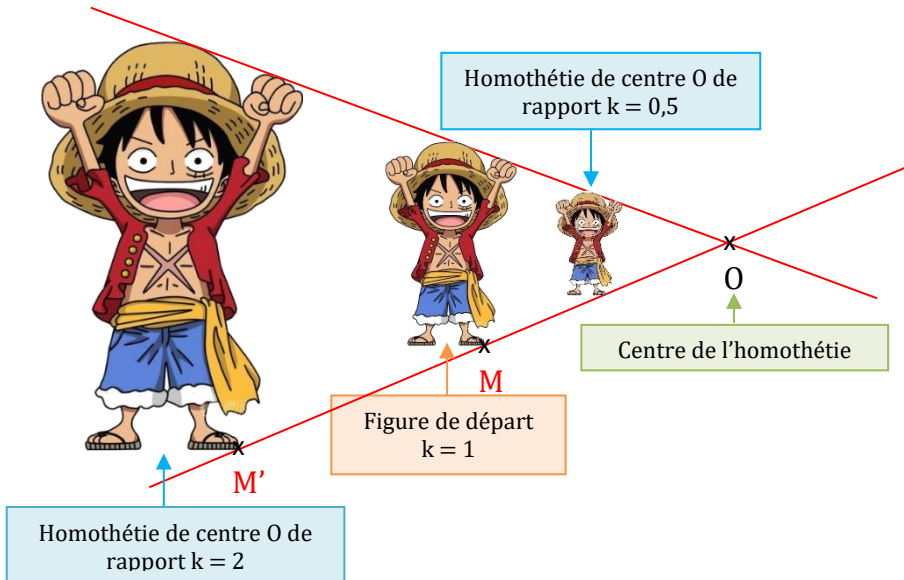 Homothétie de centre O de
rapport k = 0,5
O
Centre de l’homothétie
M
Figure de départ
k = 1
M’
Homothétie de centre O de
rapport k = 2